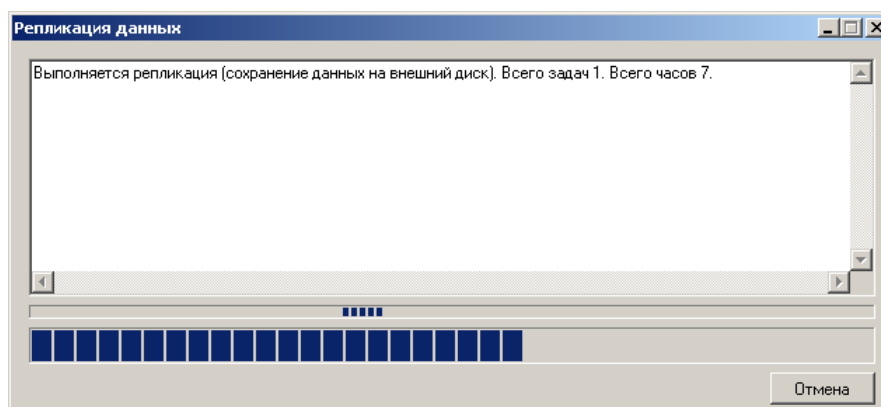 Репликация данных
Выполняется репликация (сохранение данных на внешний диск). Всего задач 1. Всего часов 7.
Отмена